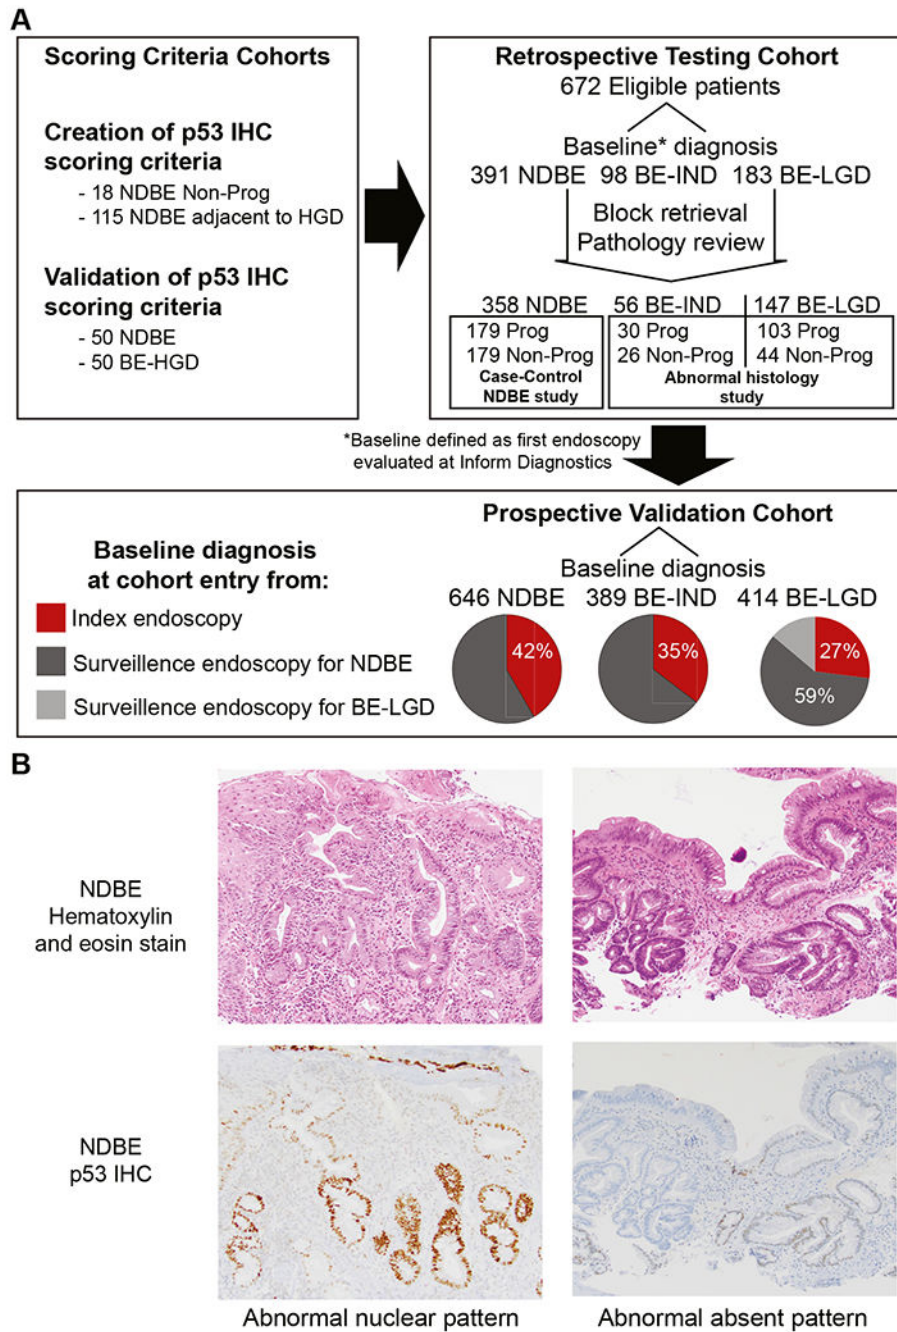 A
Scoring Criteria Cohorts
Creation of p53 IHC
scoring criteria
- 18 NDBE Non-Prog
- 115 NDBE adjacent to HGD
Validation of p53 IHC
scoring criteria
- 50 NDBE
- 50 BE-HGD
Retrospective Testing Cohort
672 Eligible patients
Baseline* diagnosis
391 NDBE 98 BE-IND 183 BE-LGD
Block retrieval
Pathology review
358 NDBE 56 BE-IND 147 BE-LGD
179 Prog 30 Prog 103 Prog
179 Non-Prog 26 Non-Prog 44 Non-Prog
Case-Control
NDBE study
Abnormal histology
study
*Baseline defined as first endoscopy
evaluated at Inform Diagnostics
Prospective Validation Cohort
Baseline diagnosis
at cohort entry from:
Index endoscopy
Surveillence endoscopy for NDBE
Surveillence endoscopy for BE-LGD
Baseline diagnosis
646 NDBE 389 BE-IND 414 BE-LGD
42% 35% 27%
59%
B
NDBE
Hematoxylin
and eosin stain
NDBE
p53 IHC
Abnormal nuclear pattern
Abnormal absent pattern